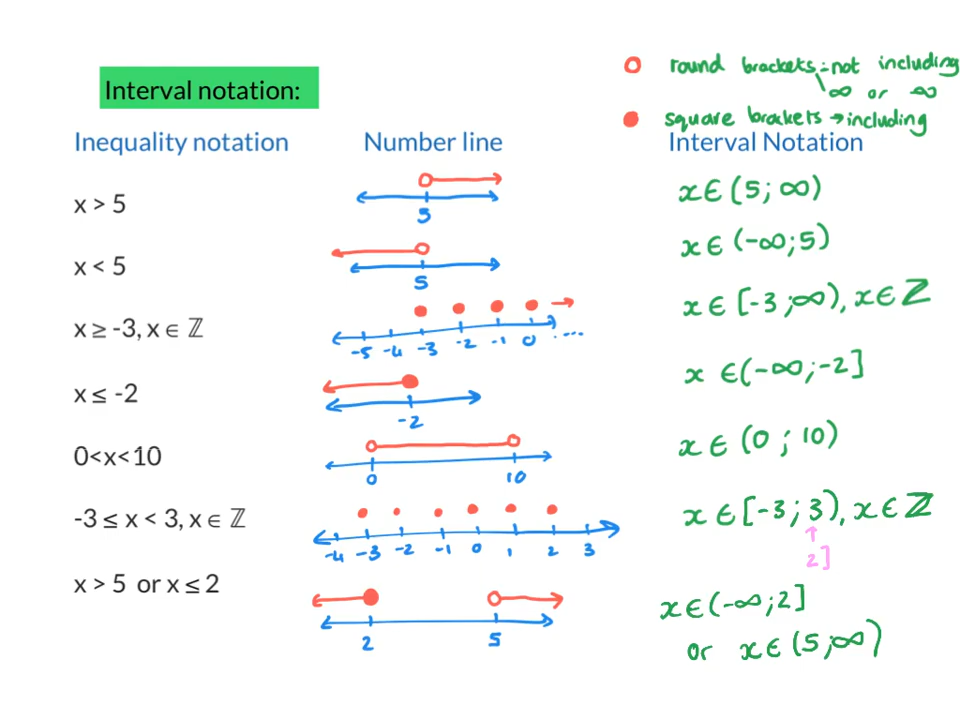 round brackets → not including
∞ or -∞
Interval notation:
square brackets → including
Inequality notation Number line Interval Notation
x > 5
5
x ∈ (5 ; ∞)
x < 5
5
x ∈ (-∞ ; 5)
x ≥ -3, x ∈ ℤ
-5 -4 -3 -2 -1 0 ....
x ∈ [-3 ; ∞), x ∈ ℤ
x ≤ -2
-2
x ∈ (-∞ ; -2]
0<x<10
0 10
x ∈ (0 ; 10)
-3 ≤ x < 3, x ∈ ℤ
-4 -3 -2 -1 0 1 2 3
x ∈ [-3 ; 3), x ∈ ℤ
↑
2]
x > 5 or x ≤ 2
2 5
x ∈ (-∞ ; 2]
or x ∈ (5 ; ∞)